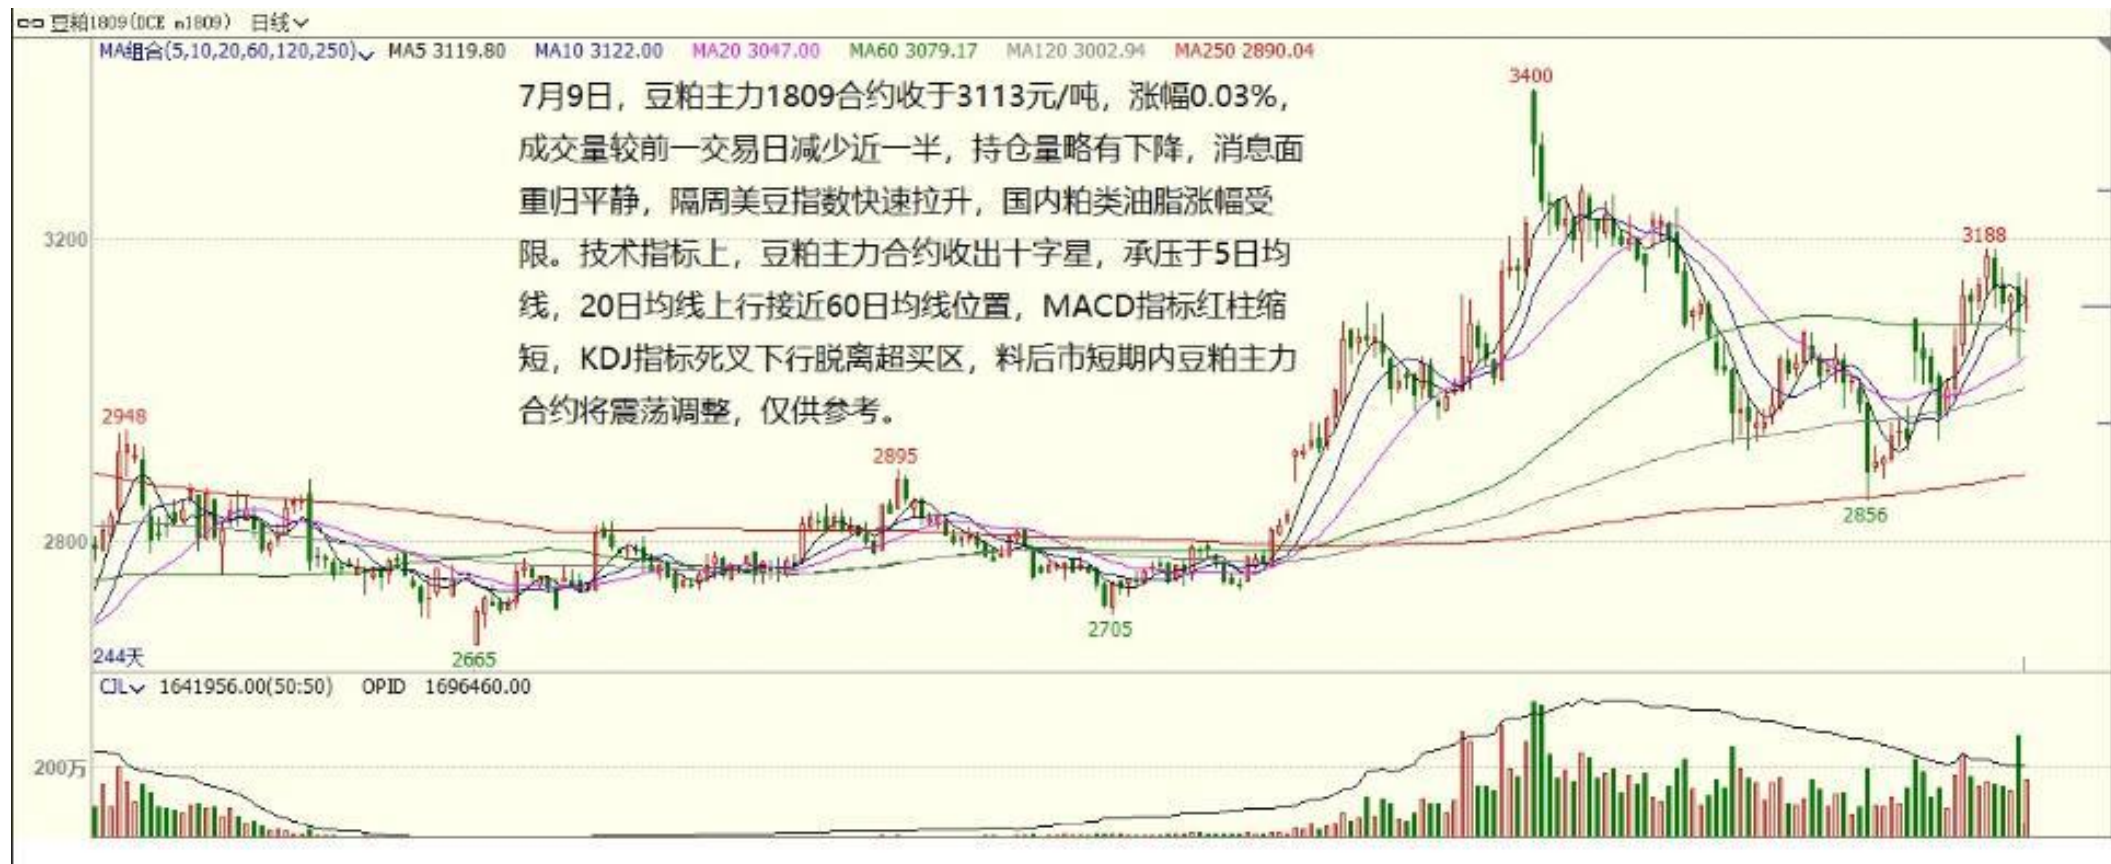 豆粕1809(DCE m1809) 日线
MA组合(5,10,20,60,120,250) MA5 3119.80 MA10 3122.00 MA20 3047.00 MA60 3079.17 MA120 3002.94 MA250 2890.04
3400
7月9日，豆粕主力1809合约收于3113元/吨，涨幅0.03%，
成交量较前一交易日减少近一半，持仓量略有下降，消息面
重归平静，隔周美豆指数快速拉升，国内粕类油脂涨幅受
3200
3188
限。技术指标上，豆粕主力合约收出十字星，承压于5日均
线，20日均线上行接近60日均线位置，MACD指标红柱缩
短，KDJ指标死叉下行脱离超买区，料后市短期内豆粕主力
合约将震荡调整，仅供参考。
2948
2895
2856
2800
2705
2665
244天
CJL 1641956.00(50:50) OPID 1696460.00
200万